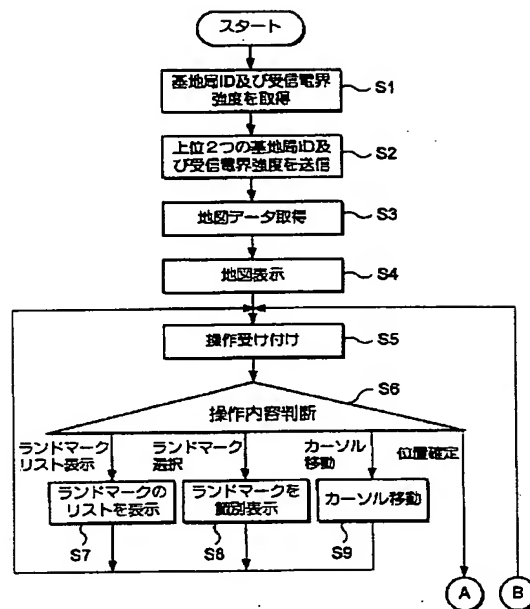 スタート
基地局ID及び受信電界
強度を取得
S1
上位2つの基地局ID及
び受信電界強度を送信
S2
地図データ取得
S3
地図表示
S4
操作受け付け
S5
S6
操作内容判断
ランドマーク
リスト表示
ランドマーク
選択
カーソル
移動
位置確定
ランドマークの
リストを表示
ランドマークを
識別表示
カーソル移動
S7
S8
S9
A
B